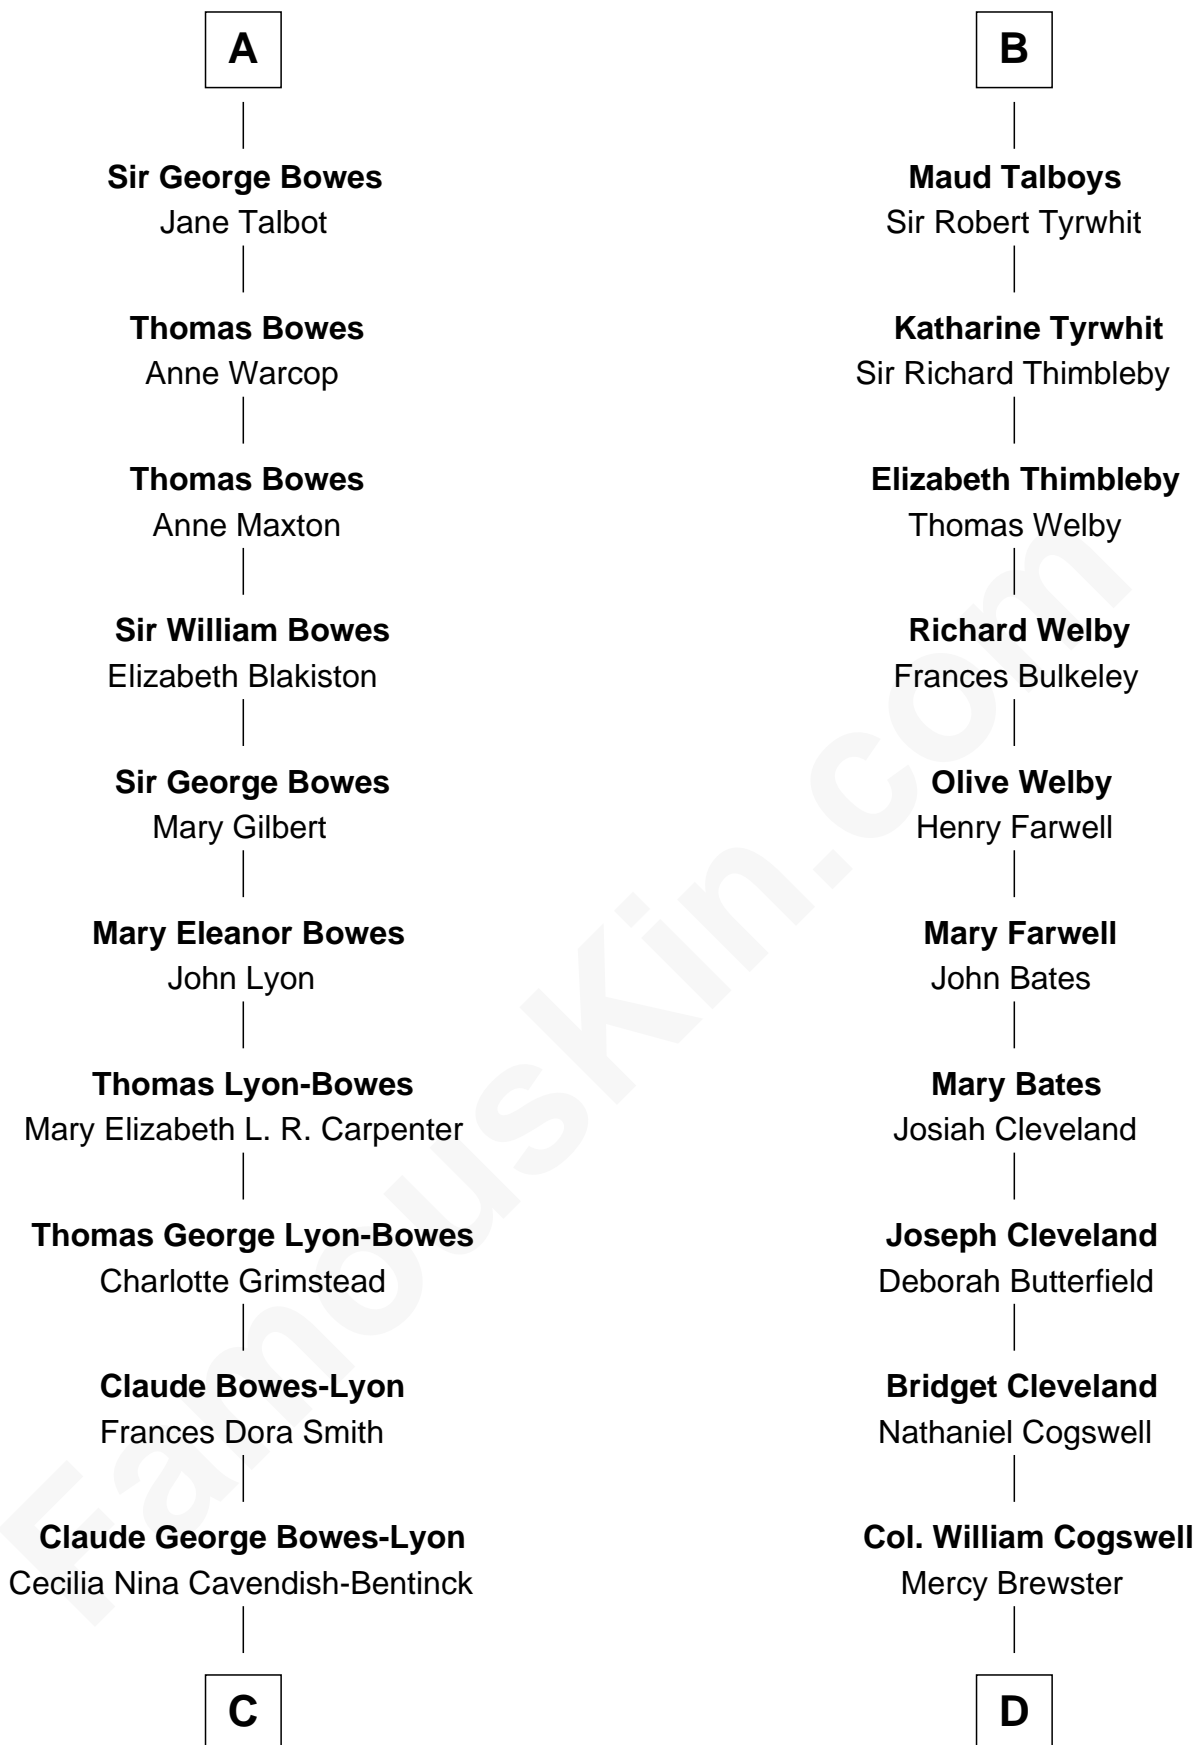 A
Sir George Bowes
Jane Talbot
Thomas Bowes
Anne Warcop
Thomas Bowes
Anne Maxton
Sir William Bowes
Elizabeth Blakiston
Sir George Bowes
Mary Gilbert
Mary Eleanor Bowes
John Lyon
Thomas Lyon-Bowes
Mary Elizabeth L. R. Carpenter
Thomas George Lyon-Bowes
Charlotte Grimstead
Claude Bowes-Lyon
Frances Dora Smith
Claude George Bowes-Lyon
Cecilia Nina Cavendish-Bentinck
C
B
Maud Talboys
Sir Robert Tyrwhit
Katharine Tyrwhit
Sir Richard Thimbleby
Elizabeth Thimbleby
Thomas Welby
Richard Welby
Frances Bulkeley
Olive Welby
Henry Farwell
Mary Farwell
John Bates
Mary Bates
Josiah Cleveland
Joseph Cleveland
Deborah Butterfield
Bridget Cleveland
Nathaniel Cogswell
Col. William Cogswell
Mercy Brewster
D
FamousKin.com